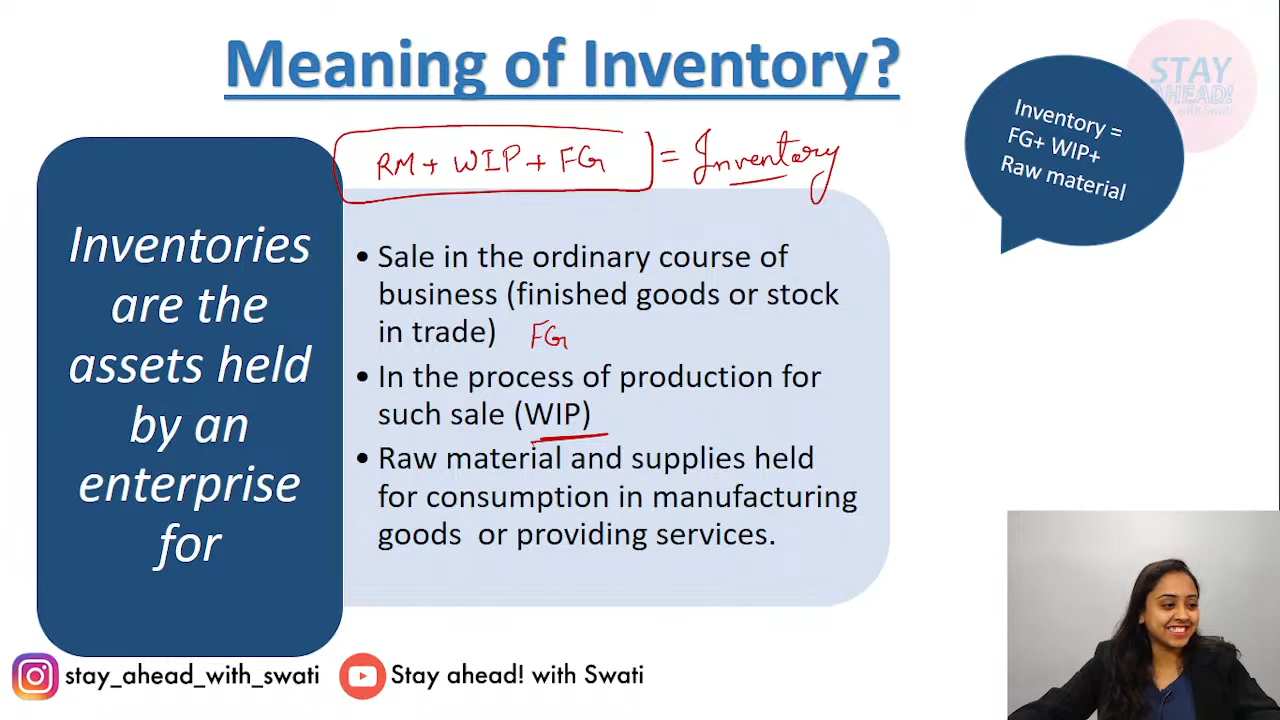 Meaning of Inventory?
STAY
AHEAD!
with Swati
Inventory =
FG+ WIP+
Raw material
RM + WIP + FG = Inventory
Inventories
are the
assets held
by an
enterprise
for
• Sale in the ordinary course of
business (finished goods or stock
in trade) FG
• In the process of production for
such sale (WIP)
• Raw material and supplies held
for consumption in manufacturing
goods or providing services.
stay_ahead_with_swati
Stay ahead! with Swati